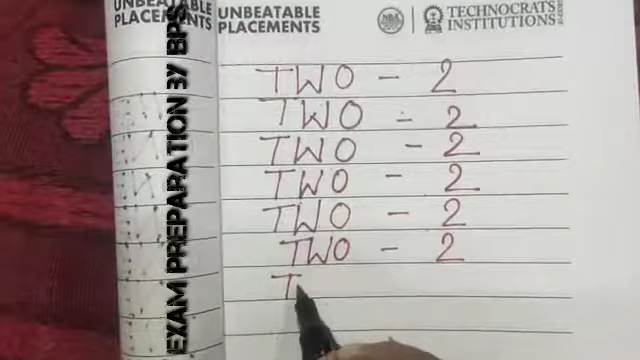 UNBEATABLE
PLACEMENTS
UNBEATABLE
PLACEMENTS
TECHNOCRATS
INSTITUTIONS
EXAM PREPARATION BY BPS
TWO - 2
TWO - 2
TWO - 2
TWO - 2
TWO - 2
TWO - 2
T